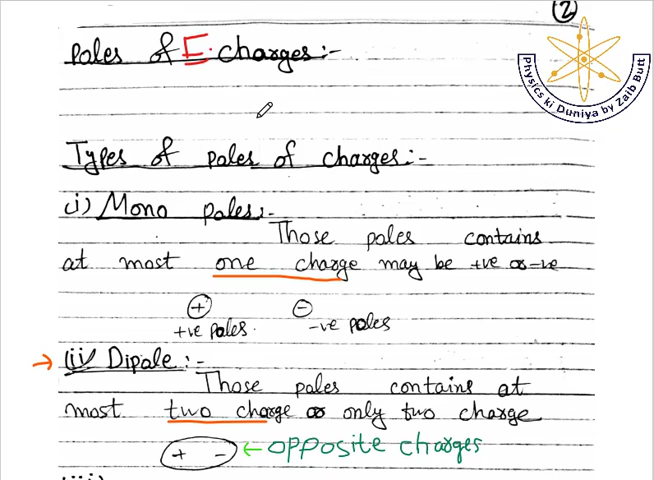 2
Poles of E. charges:-
Physics ki Duniya by Zaib Butt
Types of poles of charges:-
(i) Mono poles:-
Those poles contains
at most one charge may be +ve or -ve
+ -
+ve poles. -ve poles
→ (ii) Dipole:-
Those poles contains at
most two charge or only two charge
+ - ← opposite charges